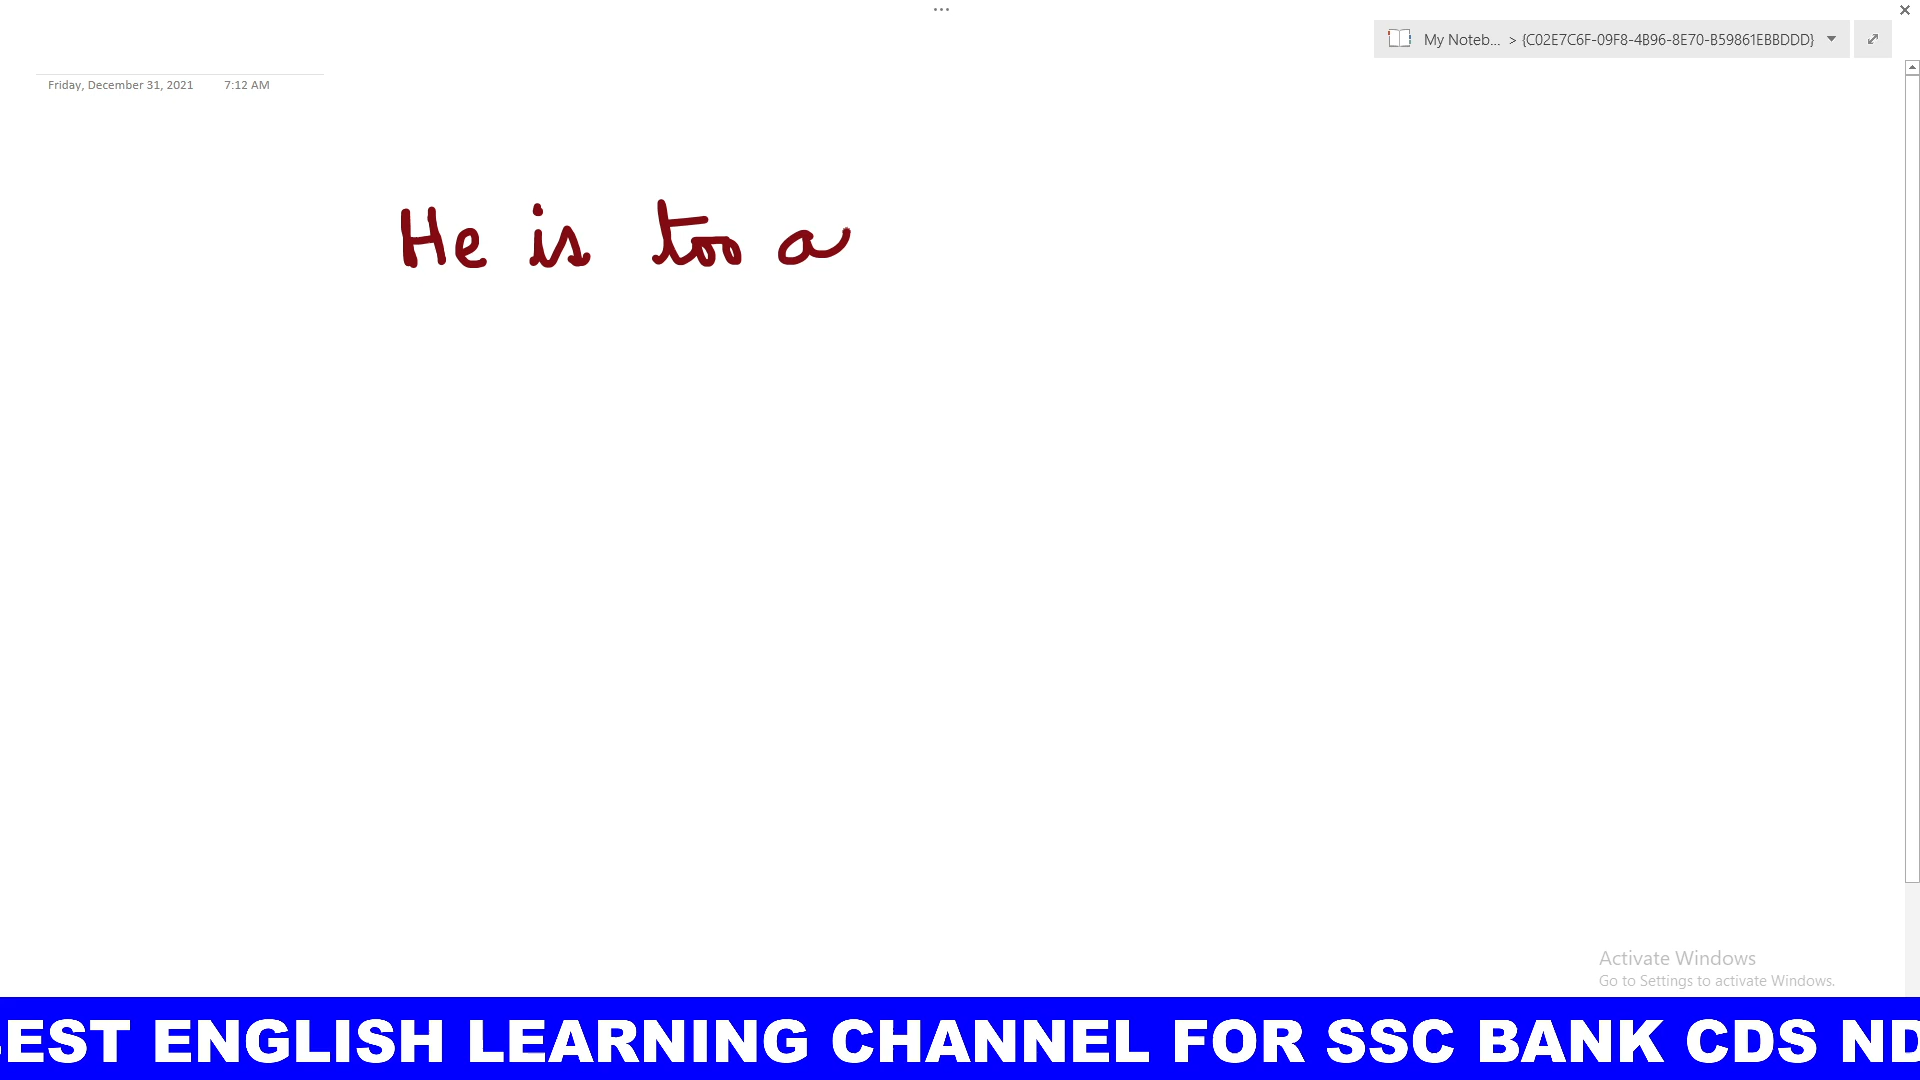 ...
My Noteb... > {C02E7C6F-09F8-4B96-8E70-B59861EBBDDD}
Friday, December 31, 2021 7:12 AM
He is too a
Activate Windows
Go to Settings to activate Windows.
EST ENGLISH LEARNING CHANNEL FOR SSC BANK CDS ND